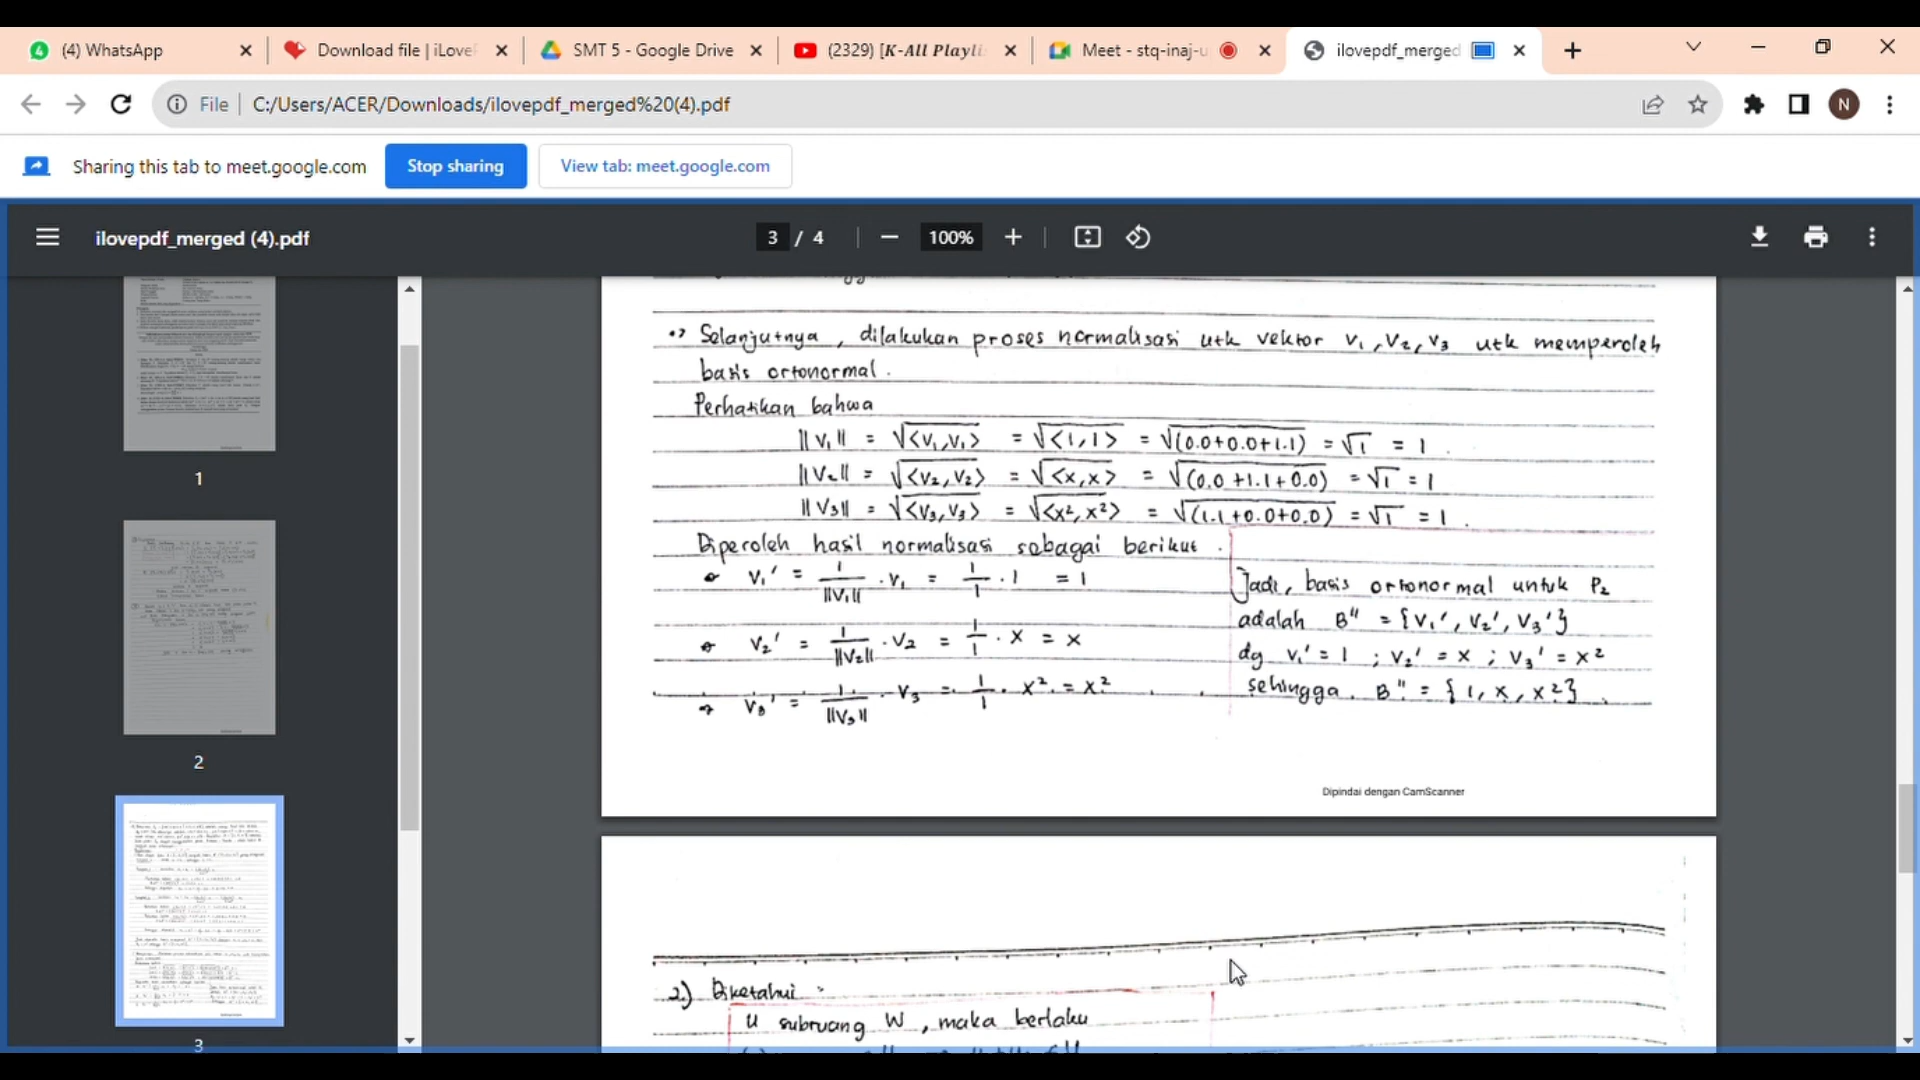 (4) WhatsApp
Download file | iLove
SMT 5 - Google Drive
(2329) [K-All Playli
Meet - stq-inaj-u
ilovepdf_merged
File
C:/Users/ACER/Downloads/ilovepdf_merged%20(4).pdf
N
Sharing this tab to meet.google.com
Stop sharing
View tab: meet.google.com
ilovepdf_merged (4).pdf
3 / 4
100%
1
2
3
•> Selanjutnya , dilakukan proses normalisasi utk vektor v₁ , v₂ , v₃ utk memperoleh
basis ortonormal .
Perhatikan bahwa
||v₁|| = √<v₁,v₁> = √<1,1> = √(0.0+0.0+1.1) = √1 = 1 .
||v₂|| = √<v₂,v₂> = √<x,x> = √(0.0+1.1+0.0) = √1 = 1
||v₃|| = √<v₃,v₃> = √<x²,x²> = √(1.1+0.0+0.0) = √1 = 1 .
Diperoleh hasil normalisasi sebagai berikut .
v₁' = 1/||v₁|| . v₁ = 1/1 . 1 = 1
v₂' = 1/||v₂|| . v₂ = 1/1 . x = x
v₃' = 1/||v₃|| . v₃ = 1/1 . x² = x²
Jadi, basis ortonormal untuk P₂
adalah B" = {v₁', v₂', v₃'}
dg v₁' = 1 ; v₂' = x ; v₃' = x²
sehingga B" = {1, x, x²} .
Dipindai dengan CamScanner
2.) Diketahui :
U subruang W , maka berlaku